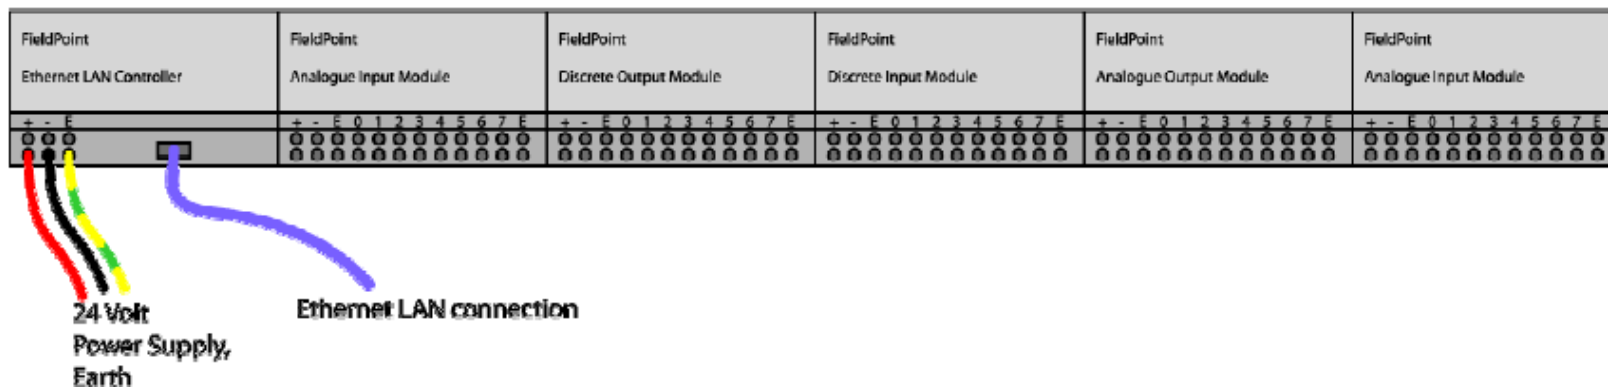 FieldPoint
Ethernet LAN Controller
FieldPoint
Analogue Input Module
FieldPoint
Discrete Output Module
FieldPoint
Discrete Input Module
FieldPoint
Analogue Output Module
FieldPoint
Analogue Input Module
+ - E
+ - E 0 1 2 3 4 5 6 7 E
+ - E 0 1 2 3 4 5 6 7 E
+ - E 0 1 2 3 4 5 6 7 E
+ - E 0 1 2 3 4 5 6 7 E
+ - E 0 1 2 3 4 5 6 7 E
24 Volt
Power Supply,
Earth
Ethernet LAN connection